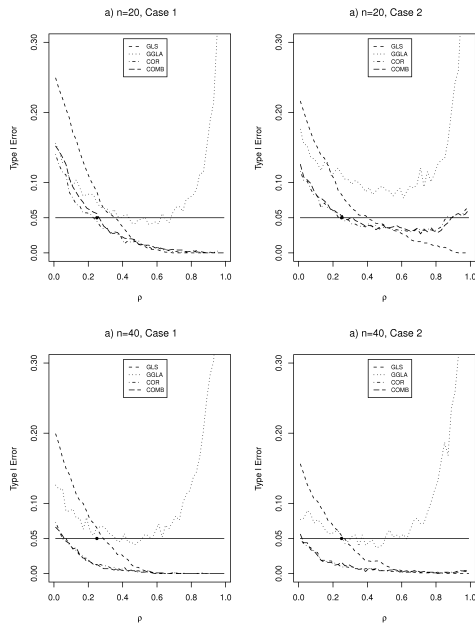 a) n=20, Case 1
Type I Error
0.00 0.05 0.10 0.20 0.30
GLS
GGLA
COR
COMB
0.0 0.2 0.4 0.6 0.8 1.0
ρ
a) n=20, Case 2
Type I Error
0.00 0.05 0.10 0.20 0.30
GLS
GGLA
COR
COMB
0.0 0.2 0.4 0.6 0.8 1.0
ρ
a) n=40, Case 1
Type I Error
0.00 0.05 0.10 0.20 0.30
GLS
GGLA
COR
COMB
0.0 0.2 0.4 0.6 0.8 1.0
ρ
a) n=40, Case 2
Type I Error
0.00 0.05 0.10 0.20 0.30
GLS
GGLA
COR
COMB
0.0 0.2 0.4 0.6 0.8 1.0
ρ